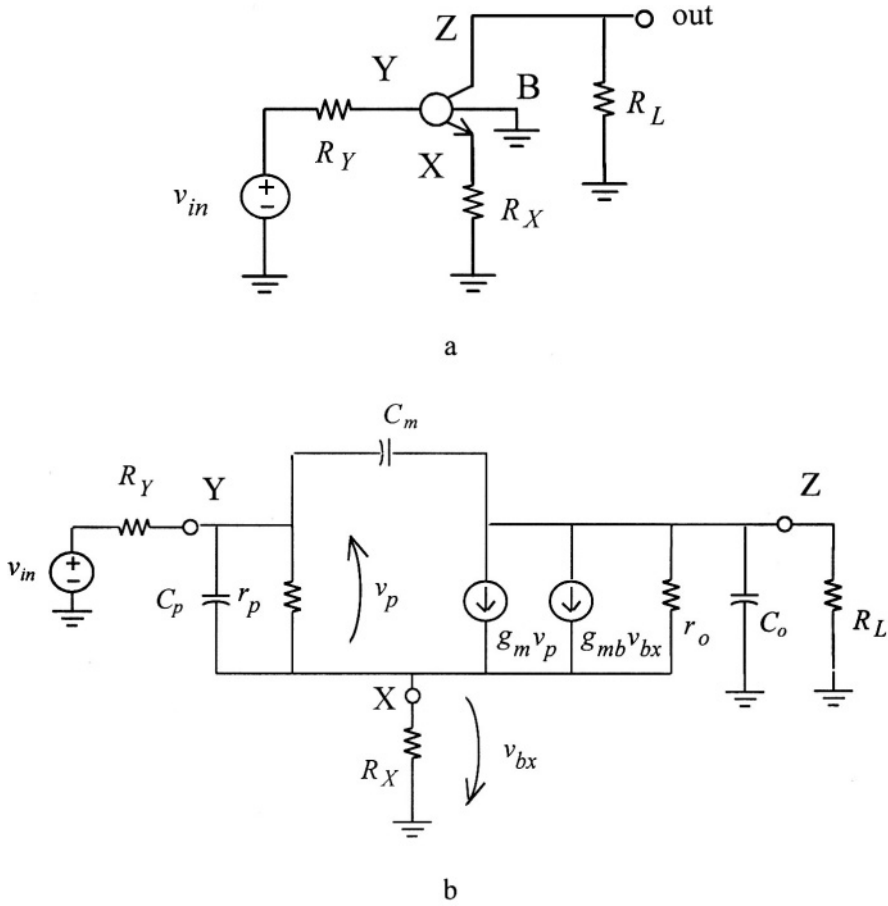 Z
out
Y
B
R_L
R_Y
X
v_in
R_X
a
C_m
R_Y
Y
Z
v_in
C_p
r_p
v_p
g_m v_p
g_mb v_bx
r_o
C_o
R_L
X
R_X
v_bx
b